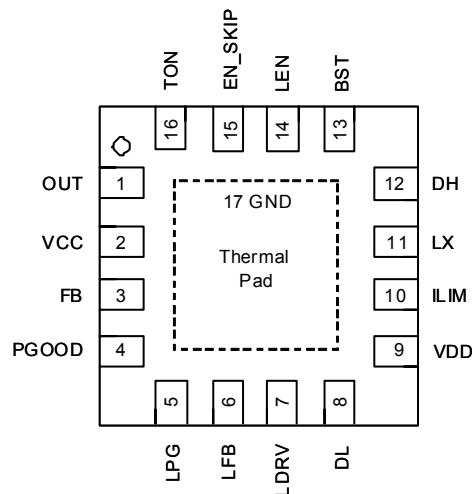 TON
EN_SKIP
LEN
BST
16
15
14
13
OUT
1
VCC
2
FB
3
PGOOD
4
17 GND
Thermal
Pad
12
DH
11
LX
10
ILIM
9
VDD
5
6
7
8
LPG
LFB
LDRV
DL